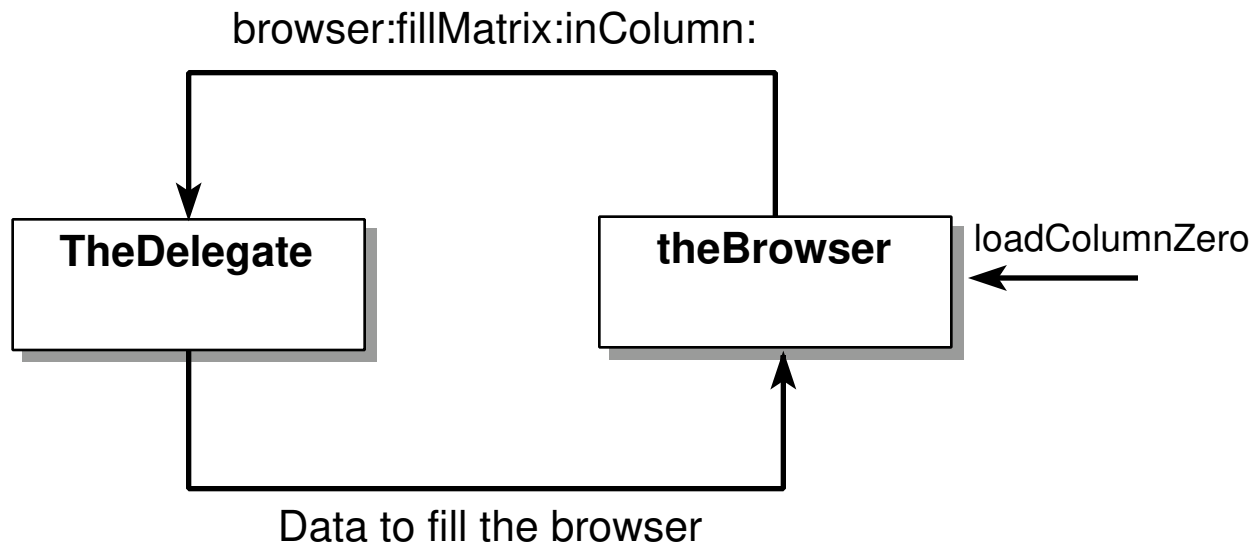 browser:fillMatrix:inColumn:
TheDelegate
theBrowser
loadColumnZero
Data to fill the browser